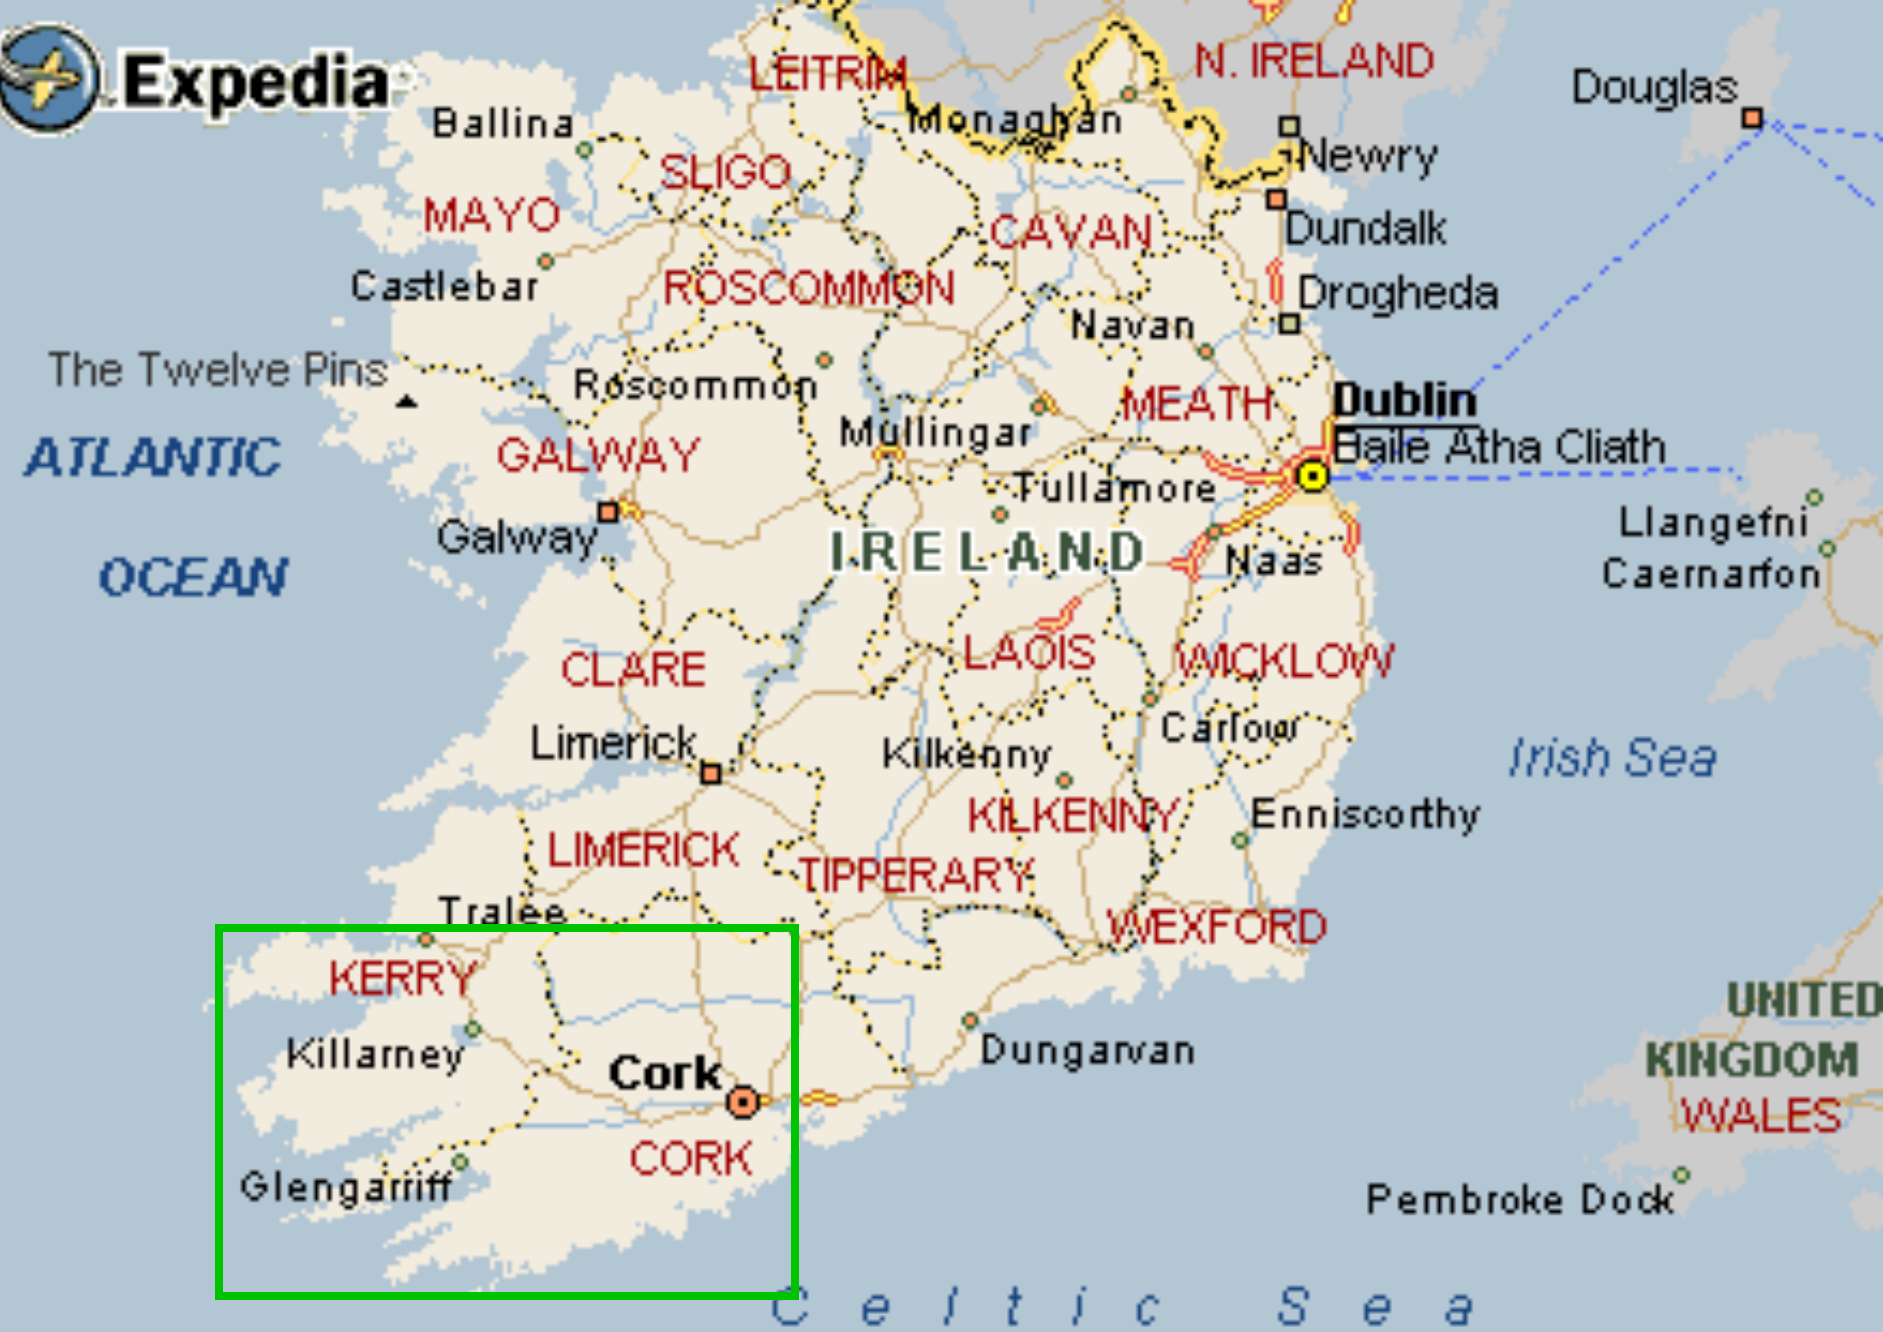 Expedia
LEITRIM
N. IRELAND
Douglas
Ballina
Monaghan
Newry
SLIGO
MAYO
CAVAN
Dundalk
Castlebar
ROSCOMMON
Drogheda
Navan
The Twelve Pins
Roscommon
MEATH
Dublin
Mullingar
Baile Atha Cliath
ATLANTIC
GALWAY
Tullamore
Galway
IRELAND
Naas
Llangefni
OCEAN
Caernarfon
LAOIS
WICKLOW
CLARE
Limerick
Kilkenny
Carlow
Irish Sea
KILKENNY
Enniscorthy
LIMERICK
TIPPERARY
Tralee
WEXFORD
KERRY
UNITED
Killarney
Cork
Dungarvan
KINGDOM
WALES
CORK
Glengarriff
Pembroke Dock
Celtic Sea